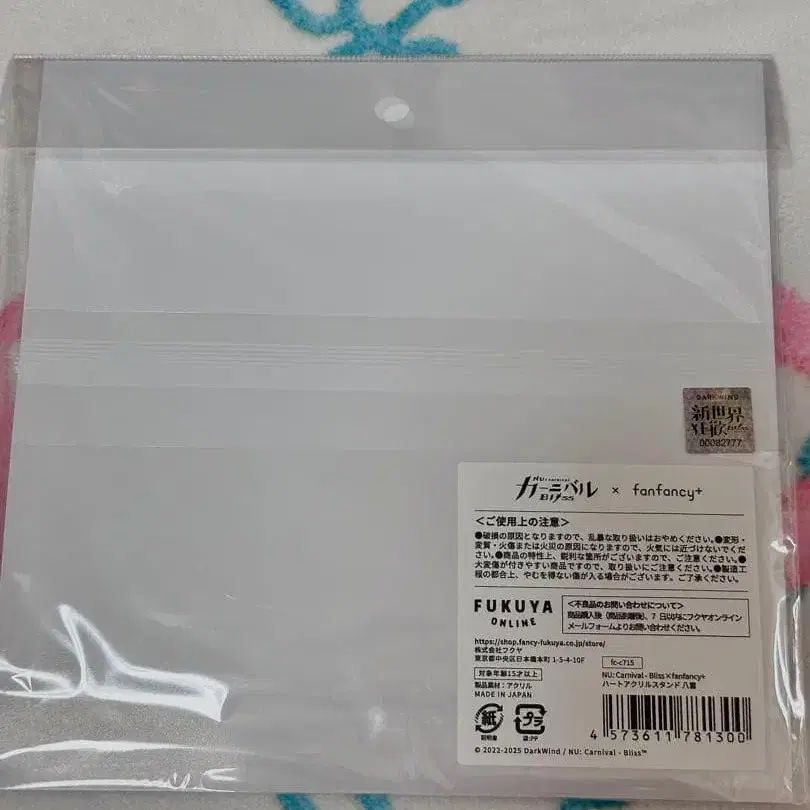 DARKWIND
新世界
狂歡 Bliss
00082777
NU: carnival
カーニバル
Bliss
× fanfancy+
＜ご使用上の注意＞
●破損の原因となりますので、乱暴な取り扱いはおやめください。●変形・
変質・火傷または火災の原因になりますので、火気には近づけないでくだ
さい。●商品の特性上、鋭利な箇所がございますので、ご注意ください。●
大変傷が付きやすい商品ですので、取り扱いにご注意ください。●製造工
程の都合上、やむを得ない傷が入る場合がございます。ご了承ください。
FUKUYA
ONLINE
＜不良品のお問い合わせについて＞
商品購入後（商品到着後）、7日以内にフクヤオンライン
メールフォームよりお問い合わせください。
https://shop.fancy-fukuya.co.jp/store/
株式会社フクヤ
東京都中央区日本橋本町 1-5-4-10F
対象年齢15才以上
製品素材：アクリル
MADE IN JAPAN
fc-c715
NU: Carnival - Bliss×fanfancy+
ハートアクリルスタンド 八雲
紙
説明書
プラ
袋:PP
4 573611 781300
© 2022-2025 DarkWind / NU: Carnival - Bliss™